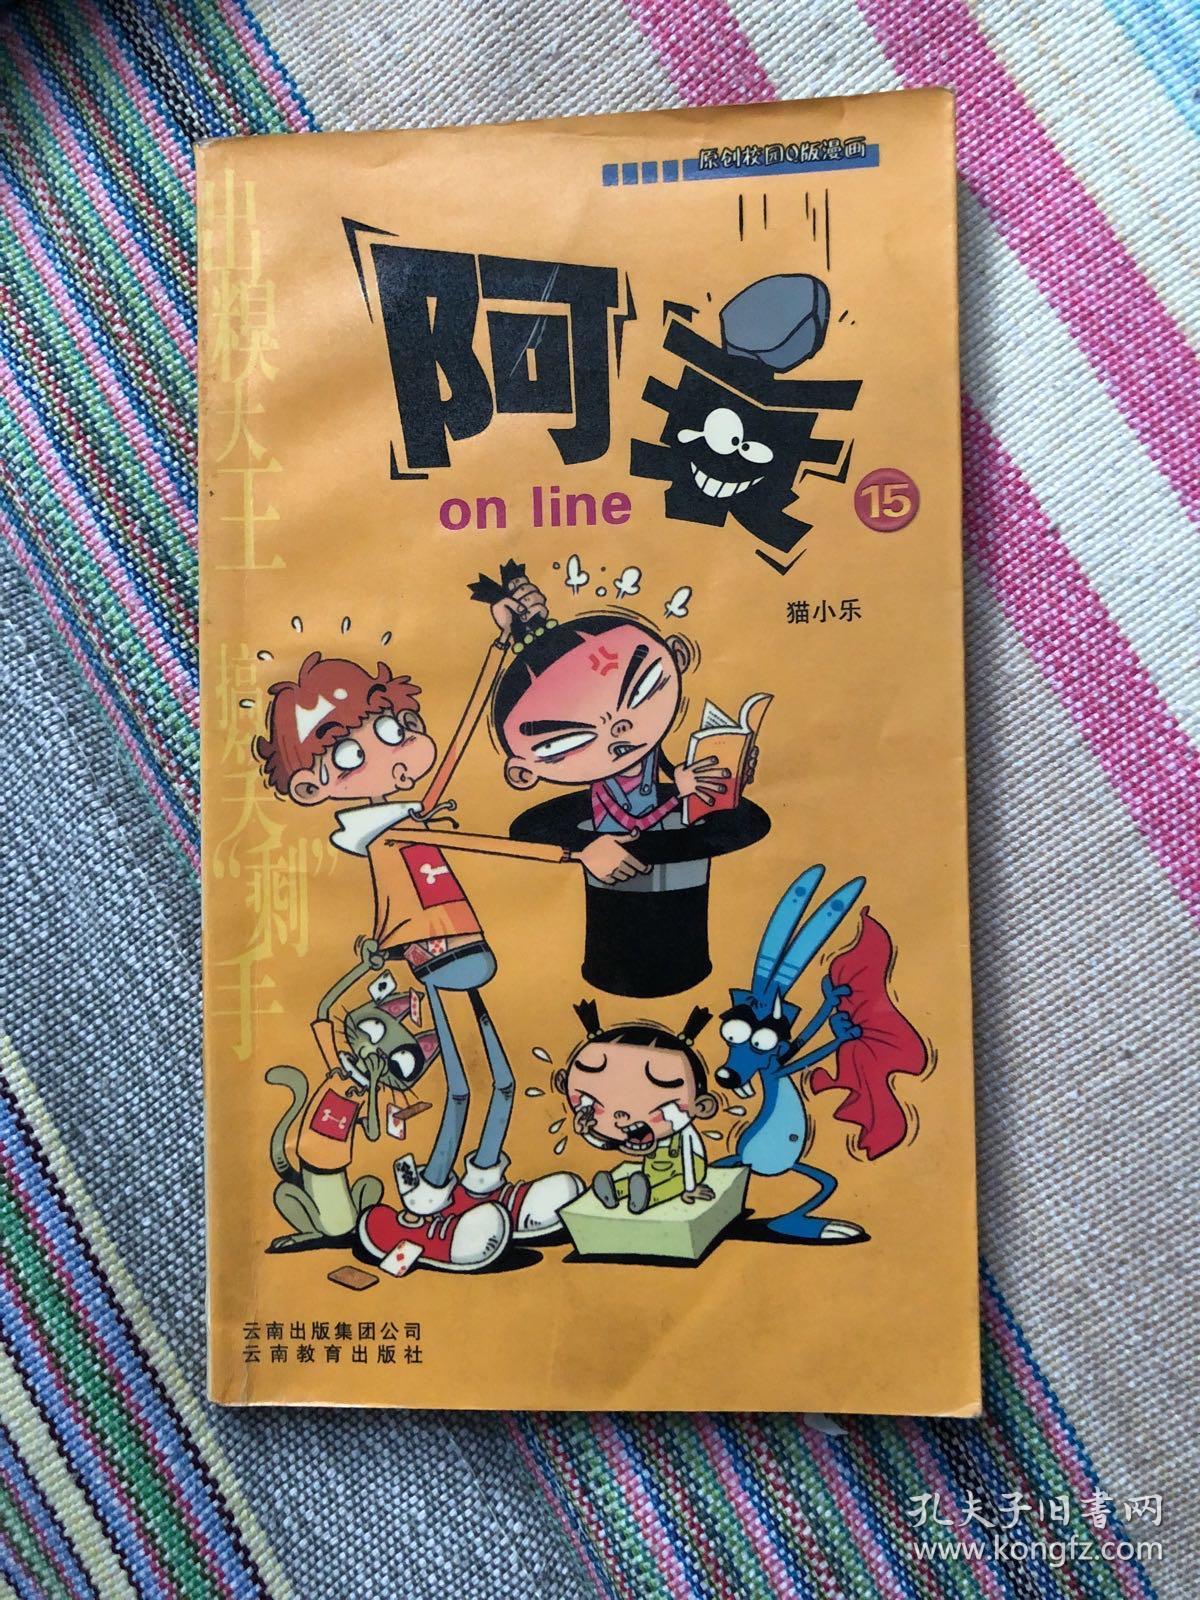 原创校园Q版漫画
阿衰
on line
15
猫小乐
出糗大王 搞笑天“剩”手
云南出版集团公司
云南教育出版社
孔夫子旧書网
www.kongfz.com